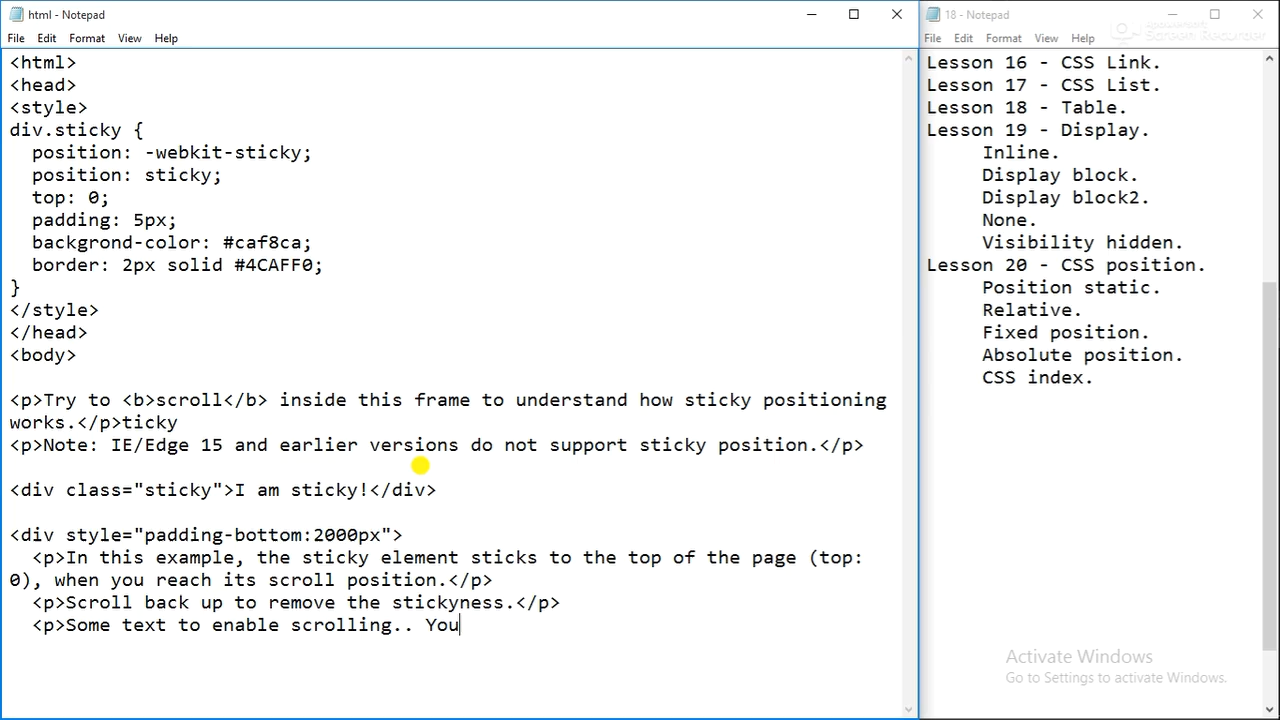 html - Notepad
File Edit Format View Help
<html>
<head>
<style>
div.sticky {
  position: -webkit-sticky;
  position: sticky;
  top: 0;
  padding: 5px;
  backgrond-color: #caf8ca;
  border: 2px solid #4CAFF0;
}
</style>
</head>
<body>

<p>Try to <b>scroll</b> inside this frame to understand how sticky positioning
works.</p>ticky
<p>Note: IE/Edge 15 and earlier versions do not support sticky position.</p>

<div class="sticky">I am sticky!</div>

<div style="padding-bottom:2000px">
  <p>In this example, the sticky element sticks to the top of the page (top:
0), when you reach its scroll position.</p>
  <p>Scroll back up to remove the stickyness.</p>
  <p>Some text to enable scrolling.. You
18 - Notepad
File Edit Format View Help
Screen Recorder
Lesson 16 - CSS Link.
Lesson 17 - CSS List.
Lesson 18 - Table.
Lesson 19 - Display.
     Inline.
     Display block.
     Display block2.
     None.
     Visibility hidden.
Lesson 20 - CSS position.
     Position static.
     Relative.
     Fixed position.
     Absolute position.
     CSS index.
Activate Windows
Go to Settings to activate Windows.